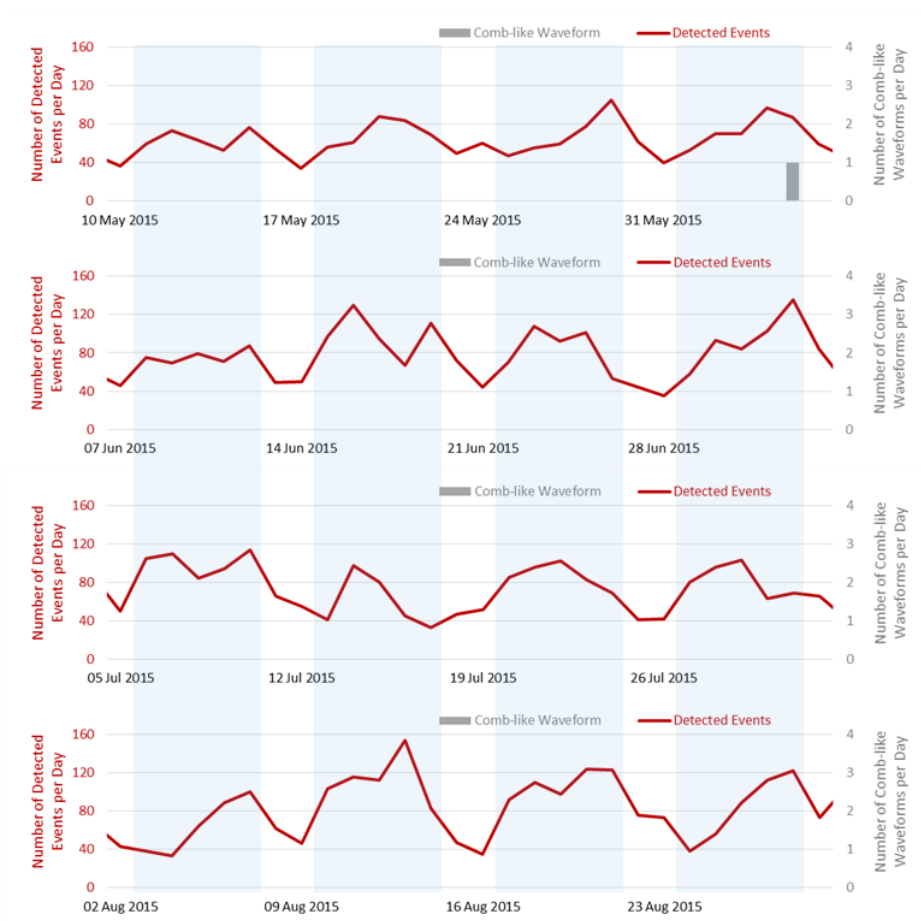 Comb-like Waveform Detected Events
Number of Detected
Events per Day
160
120
80
40
0
4
3
2
1
0
Number of Comb-like
Waveforms per Day
10 May 2015 17 May 2015 24 May 2015 31 May 2015
Comb-like Waveform Detected Events
Number of Detected
Events per Day
160
120
80
40
0
4
3
2
1
0
Number of Comb-like
Waveforms per Day
07 Jun 2015 14 Jun 2015 21 Jun 2015 28 Jun 2015
Comb-like Waveform Detected Events
Number of Detected
Events per Day
160
120
80
40
0
4
3
2
1
0
Number of Comb-like
Waveforms per Day
05 Jul 2015 12 Jul 2015 19 Jul 2015 26 Jul 2015
Comb-like Waveform Detected Events
Number of Detected
Events per Day
160
120
80
40
0
4
3
2
1
0
Number of Comb-like
Waveforms per Day
02 Aug 2015 09 Aug 2015 16 Aug 2015 23 Aug 2015